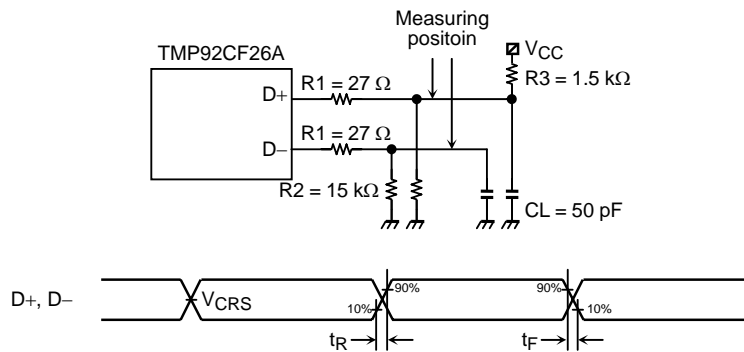 Measuring
positoin
TMP92CF26A
VCC
R3 = 1.5 kΩ
R1 = 27 Ω
D+
R1 = 27 Ω
D−
R2 = 15 kΩ
CL = 50 pF
D+, D−
VCRS
10%
90%
90%
10%
tR
tF